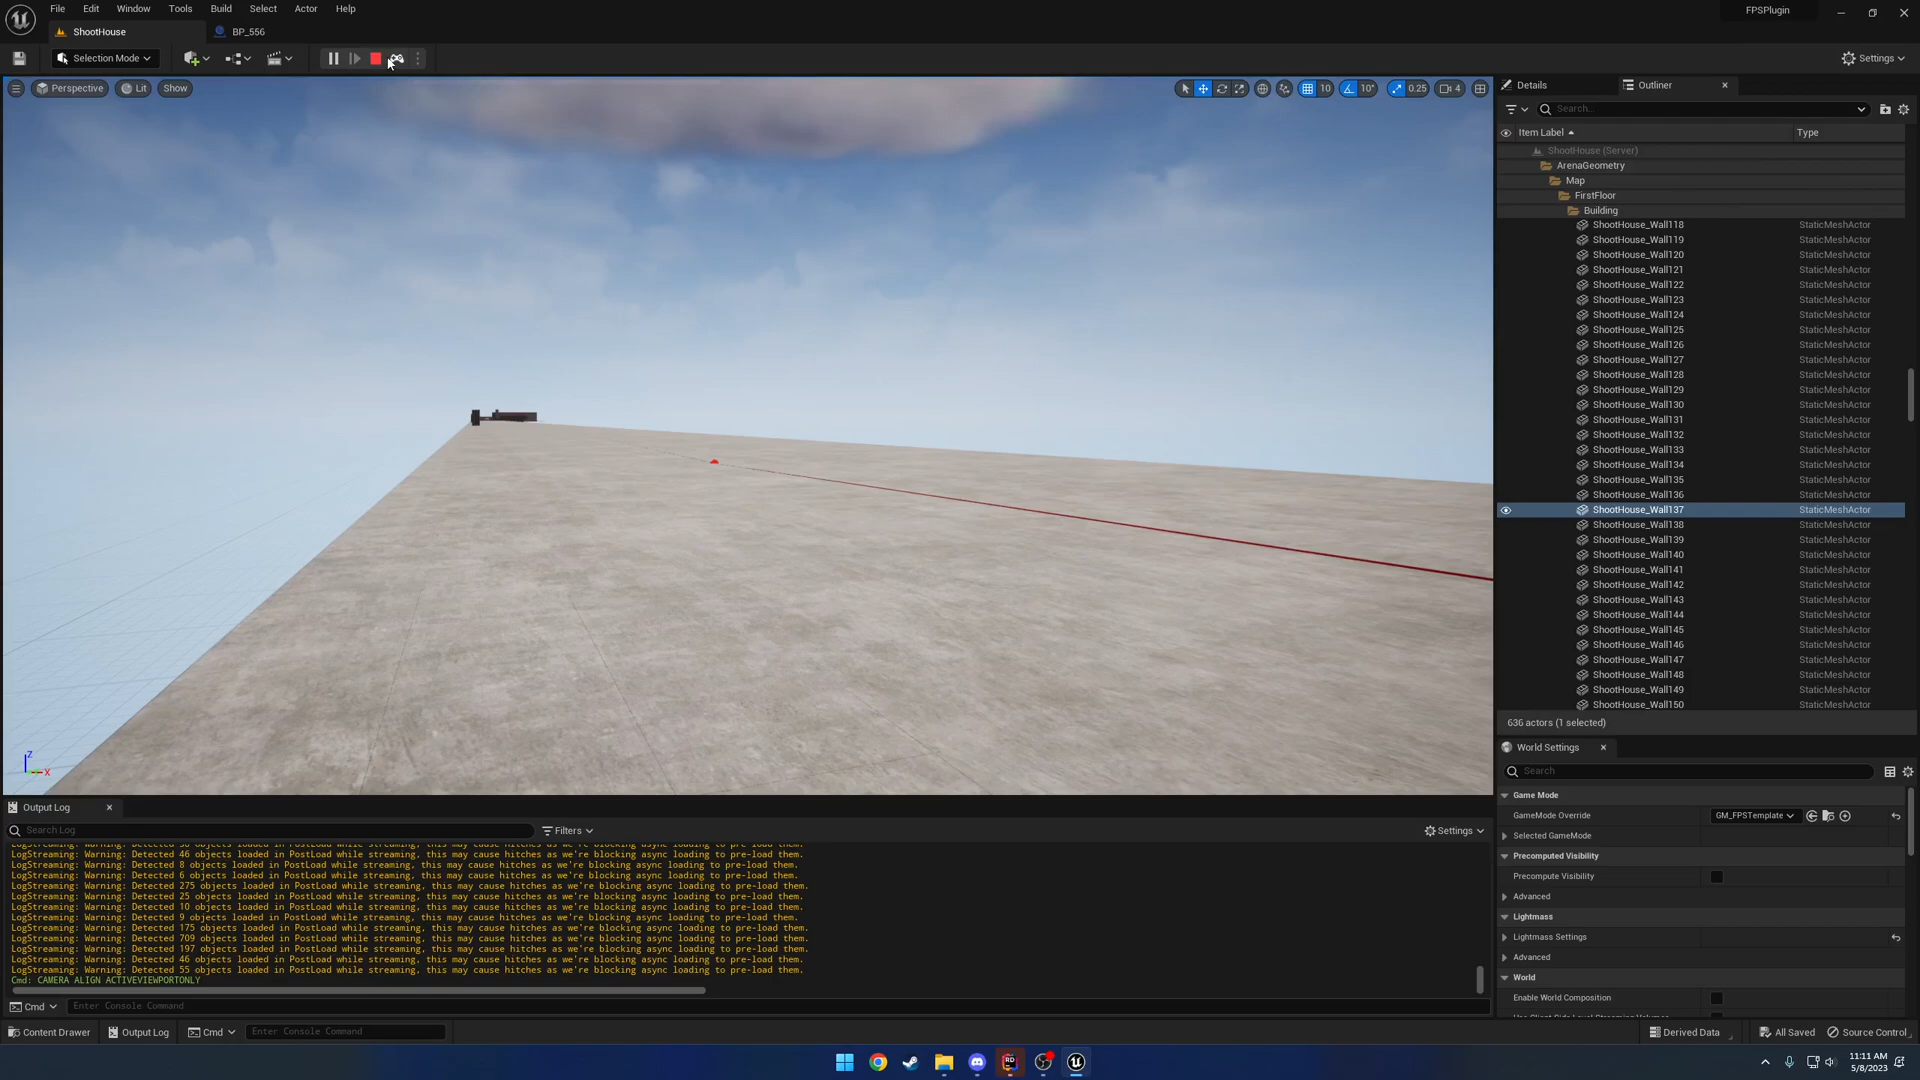 File Edit Window Tools Build Select Actor Help
FPSPlugin
ShootHouse
BP_556
Selection Mode
Settings
Perspective
Lit
Show
10
10°
0.25
4
Details
Outliner
Search...
Item Label
Type
ShootHouse (Server)
ArenaGeometry
Map
FirstFloor
Building
ShootHouse_Wall118 StaticMeshActor
ShootHouse_Wall119 StaticMeshActor
ShootHouse_Wall120 StaticMeshActor
ShootHouse_Wall121 StaticMeshActor
ShootHouse_Wall122 StaticMeshActor
ShootHouse_Wall123 StaticMeshActor
ShootHouse_Wall124 StaticMeshActor
ShootHouse_Wall125 StaticMeshActor
ShootHouse_Wall126 StaticMeshActor
ShootHouse_Wall127 StaticMeshActor
ShootHouse_Wall128 StaticMeshActor
ShootHouse_Wall129 StaticMeshActor
ShootHouse_Wall130 StaticMeshActor
ShootHouse_Wall131 StaticMeshActor
ShootHouse_Wall132 StaticMeshActor
ShootHouse_Wall133 StaticMeshActor
ShootHouse_Wall134 StaticMeshActor
ShootHouse_Wall135 StaticMeshActor
ShootHouse_Wall136 StaticMeshActor
ShootHouse_Wall137 StaticMeshActor
ShootHouse_Wall138 StaticMeshActor
ShootHouse_Wall139 StaticMeshActor
ShootHouse_Wall140 StaticMeshActor
ShootHouse_Wall141 StaticMeshActor
ShootHouse_Wall142 StaticMeshActor
ShootHouse_Wall143 StaticMeshActor
ShootHouse_Wall144 StaticMeshActor
ShootHouse_Wall145 StaticMeshActor
ShootHouse_Wall146 StaticMeshActor
ShootHouse_Wall147 StaticMeshActor
ShootHouse_Wall148 StaticMeshActor
ShootHouse_Wall149 StaticMeshActor
ShootHouse_Wall150 StaticMeshActor
636 actors (1 selected)
World Settings
Search
Game Mode
GameMode Override GM_FPSTemplate
Selected GameMode
Precomputed Visibility
Precompute Visibility
Advanced
Lightmass
Lightmass Settings
Advanced
World
Enable World Composition
Z
X
Output Log
Search Log
Filters
Settings
LogStreaming: Warning: Detected 46 objects loaded in PostLoad while streaming, this may cause hitches as we're blocking async loading to pre-load them.
LogStreaming: Warning: Detected 8 objects loaded in PostLoad while streaming, this may cause hitches as we're blocking async loading to pre-load them.
LogStreaming: Warning: Detected 6 objects loaded in PostLoad while streaming, this may cause hitches as we're blocking async loading to pre-load them.
LogStreaming: Warning: Detected 275 objects loaded in PostLoad while streaming, this may cause hitches as we're blocking async loading to pre-load them.
LogStreaming: Warning: Detected 25 objects loaded in PostLoad while streaming, this may cause hitches as we're blocking async loading to pre-load them.
LogStreaming: Warning: Detected 10 objects loaded in PostLoad while streaming, this may cause hitches as we're blocking async loading to pre-load them.
LogStreaming: Warning: Detected 9 objects loaded in PostLoad while streaming, this may cause hitches as we're blocking async loading to pre-load them.
LogStreaming: Warning: Detected 175 objects loaded in PostLoad while streaming, this may cause hitches as we're blocking async loading to pre-load them.
LogStreaming: Warning: Detected 709 objects loaded in PostLoad while streaming, this may cause hitches as we're blocking async loading to pre-load them.
LogStreaming: Warning: Detected 197 objects loaded in PostLoad while streaming, this may cause hitches as we're blocking async loading to pre-load them.
LogStreaming: Warning: Detected 46 objects loaded in PostLoad while streaming, this may cause hitches as we're blocking async loading to pre-load them.
LogStreaming: Warning: Detected 55 objects loaded in PostLoad while streaming, this may cause hitches as we're blocking async loading to pre-load them.
Cmd: CAMERA ALIGN ACTIVEVIEWPORTONLY
Cmd Enter Console Command
Content Drawer Output Log Cmd Enter Console Command
Derived Data All Saved Source Control
11:11 AM
5/8/2023